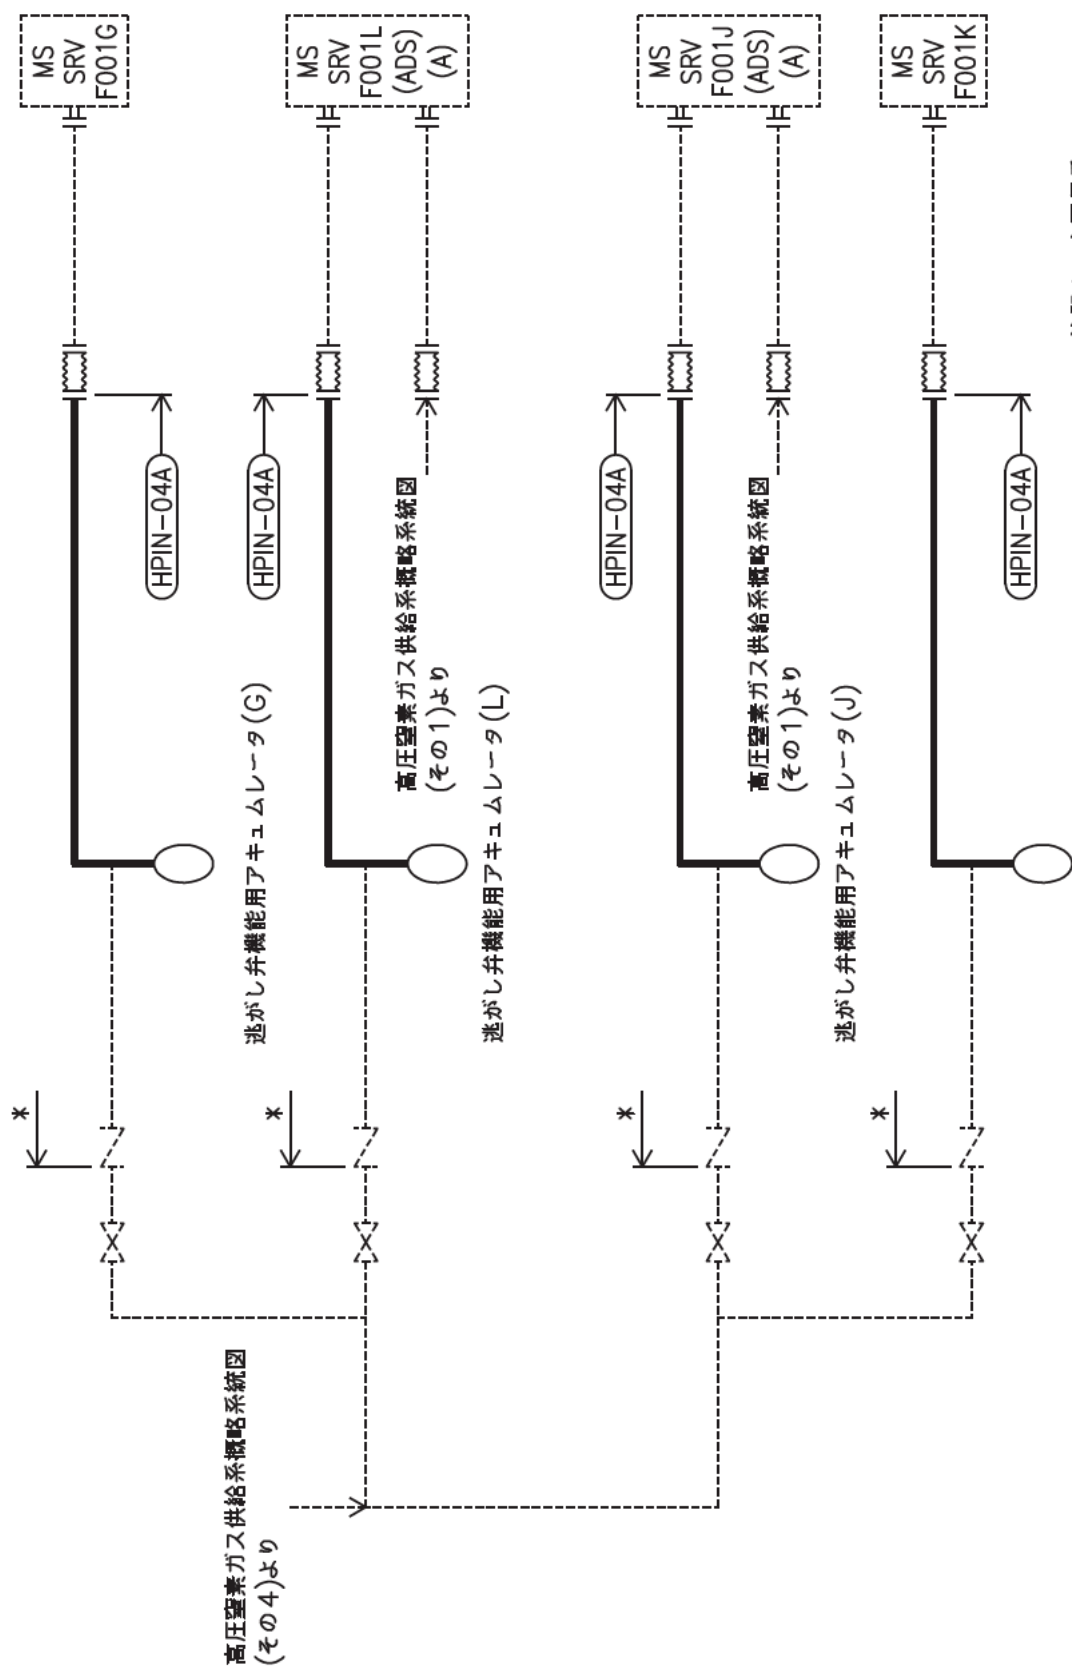 MS
SRV
F001G
MS
SRV
F001L
(ADS)
(A)
MS
SRV
F001J
(ADS)
(A)
MS
SRV
F001K
HPIN-04A
HPIN-04A
HPIN-04A
HPIN-04A
高圧窒素ガス供給系概略系統図
(その1)より
高圧窒素ガス供給系概略系統図
(その1)より
逃がし弁機能用アキュムレータ(G)
逃がし弁機能用アキュムレータ(L)
逃がし弁機能用アキュムレータ(J)
*
*
*
*
高圧窒素ガス供給系概略系統図
(その4)より